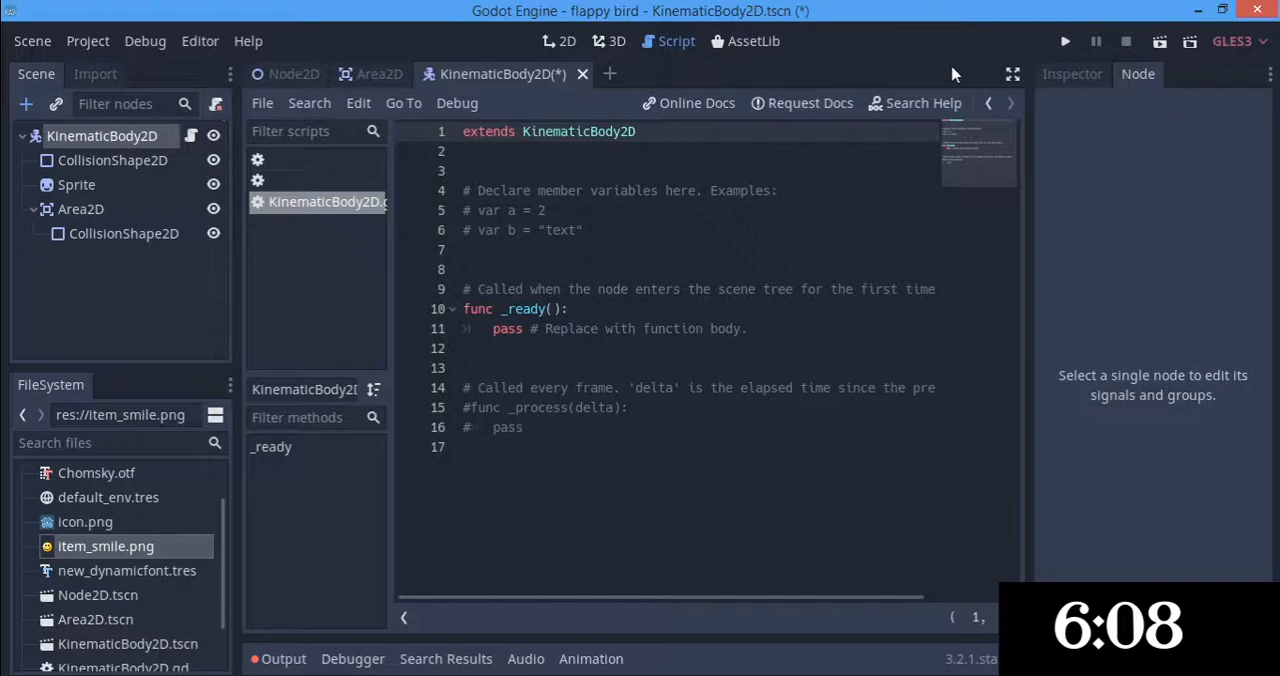 Godot Engine - flappy bird - KinematicBody2D.tscn (*)
Scene Project Debug Editor Help
2D 3D Script AssetLib
GLES3
Scene Import
Node2D Area2D KinematicBody2D(*)
Inspector Node
Filter nodes
File Search Edit Go To Debug
Online Docs Request Docs Search Help
KinematicBody2D
CollisionShape2D
Sprite
Area2D
CollisionShape2D
Filter scripts
KinematicBody2D.g
KinematicBody2D
Filter methods
_ready
1 extends KinematicBody2D
2
3
4 # Declare member variables here. Examples:
5 # var a = 2
6 # var b = "text"
7
8
9 # Called when the node enters the scene tree for the first time
10 func _ready():
11 pass # Replace with function body.
12
13
14 # Called every frame. 'delta' is the elapsed time since the pre
15 #func _process(delta):
16 # pass
17
( 1,
Select a single node to edit its
signals and groups.
FileSystem
res://item_smile.png
Search files
Chomsky.otf
default_env.tres
icon.png
item_smile.png
new_dynamicfont.tres
Node2D.tscn
Area2D.tscn
KinematicBody2D.tscn
KinematicBody2D.gd
Output Debugger Search Results Audio Animation
3.2.1.sta
6:08